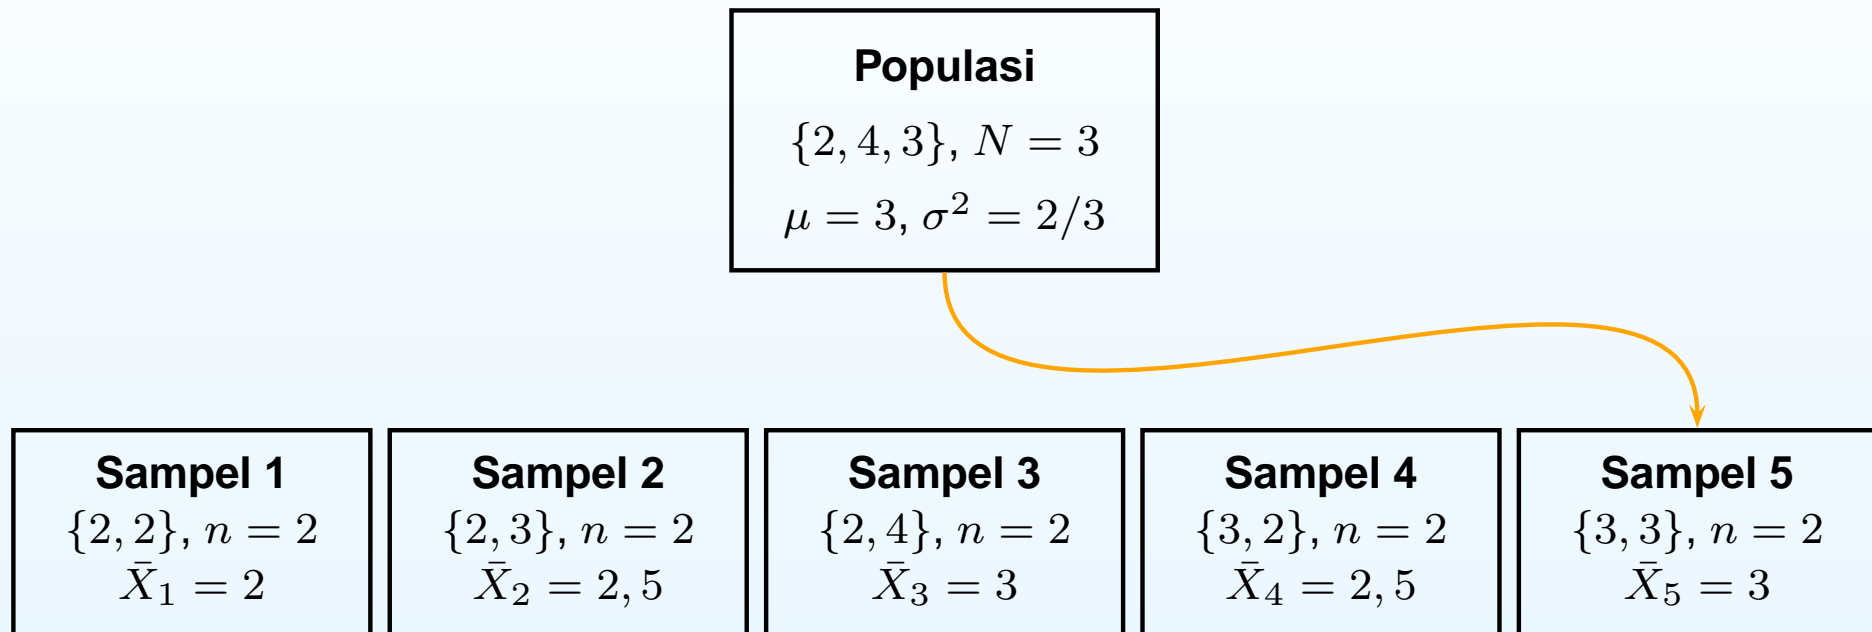 Populasi
{2, 4, 3}, N = 3
μ = 3, σ² = 2/3
Sampel 1
{2, 2}, n = 2
X̄₁ = 2
Sampel 2
{2, 3}, n = 2
X̄₂ = 2, 5
Sampel 3
{2, 4}, n = 2
X̄₃ = 3
Sampel 4
{3, 2}, n = 2
X̄₄ = 2, 5
Sampel 5
{3, 3}, n = 2
X̄₅ = 3